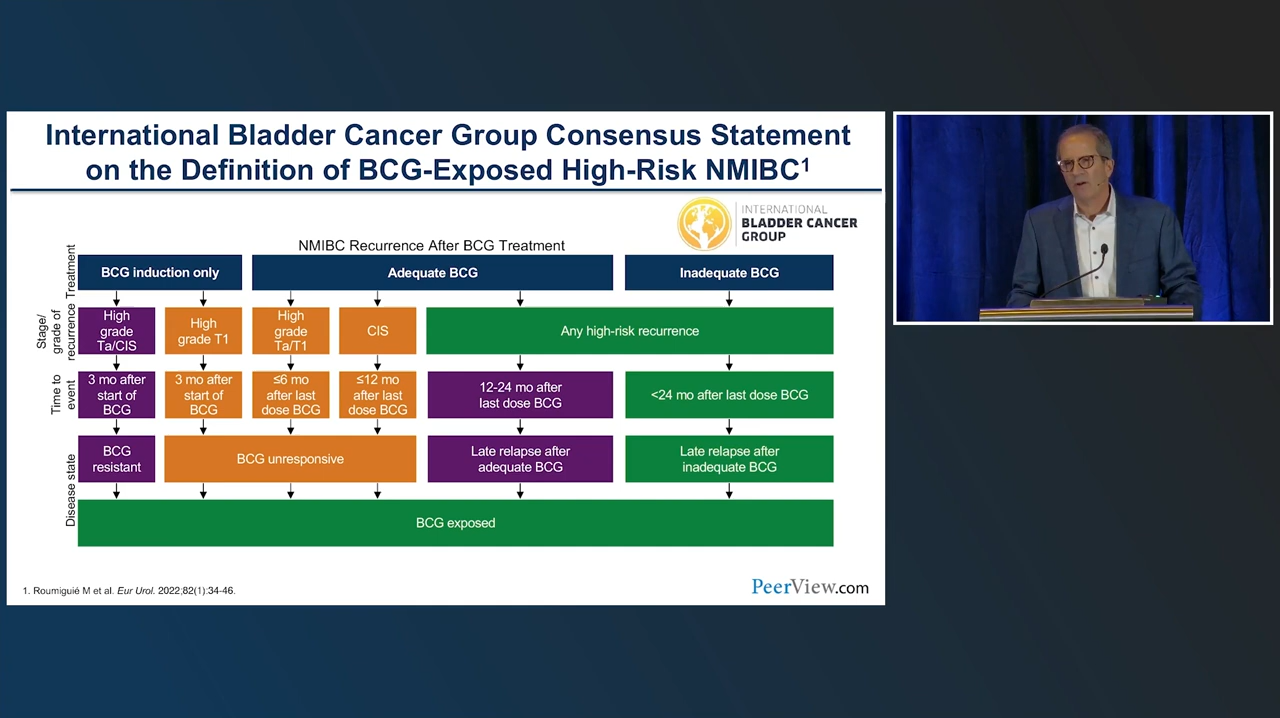 International Bladder Cancer Group Consensus Statement
on the Definition of BCG-Exposed High-Risk NMIBC1
INTERNATIONAL
BLADDER CANCER
GROUP
NMIBC Recurrence After BCG Treatment
Treatment
BCG induction only
Adequate BCG
Inadequate BCG
Stage/
grade of
recurrence
High
grade
Ta/CIS
High
grade T1
High
grade
Ta/T1
CIS
Any high-risk recurrence
Time to
event
3 mo after
start of
BCG
3 mo after
start of
BCG
≤6 mo
after last
dose BCG
≤12 mo
after last
dose BCG
12-24 mo after
last dose BCG
<24 mo after last dose BCG
Disease state
BCG
resistant
BCG unresponsive
Late relapse after
adequate BCG
Late relapse after
inadequate BCG
BCG exposed
1. Roumiguié M et al. Eur Urol. 2022;82(1):34-46.
PeerView.com